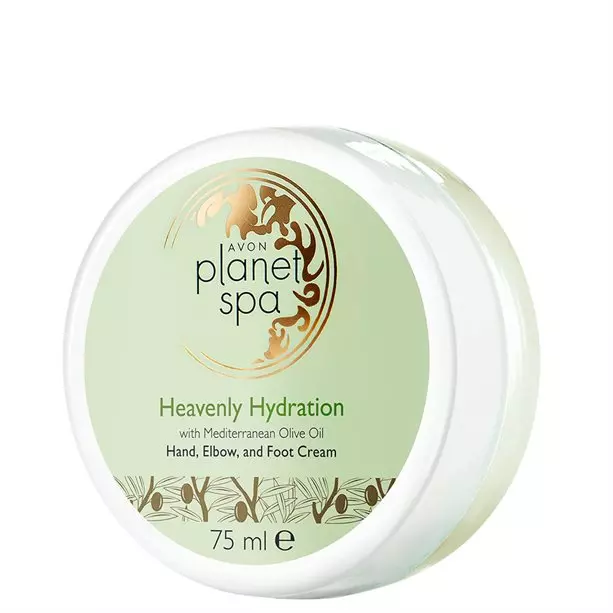 AVON
planet
spa
Heavenly Hydration
with Mediterranean Olive Oil
Hand, Elbow, and Foot Cream
75 ml ℮